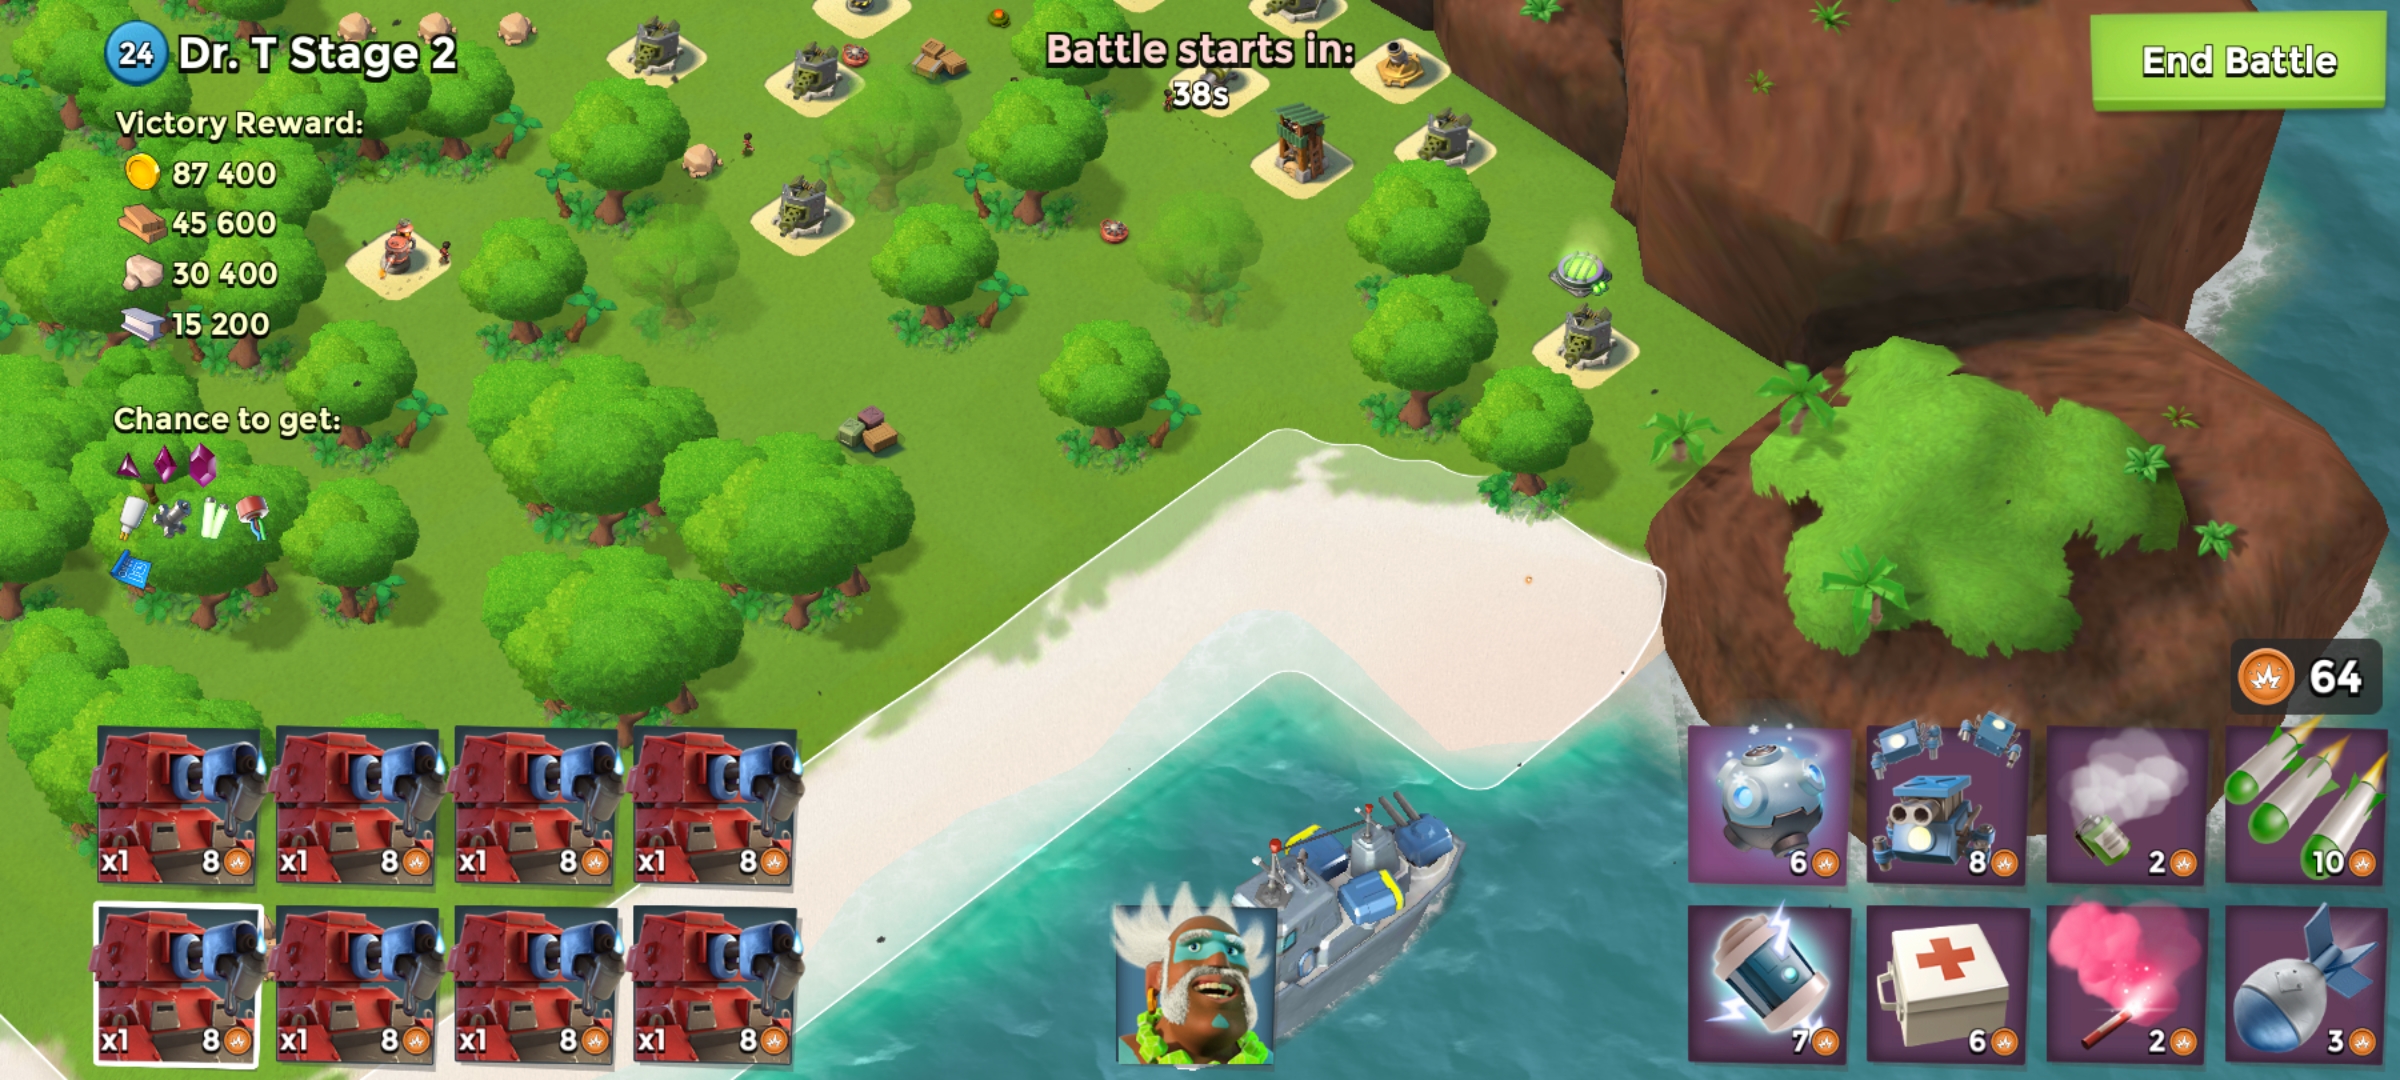 24 Dr. T Stage 2
Battle starts in:
38s
End Battle
Victory Reward:
87 400
45 600
30 400
15 200
Chance to get:
64
x1 8
x1 8
x1 8
x1 8
6
8
2
10
x1 8
x1 8
x1 8
x1 8
7
6
2
3